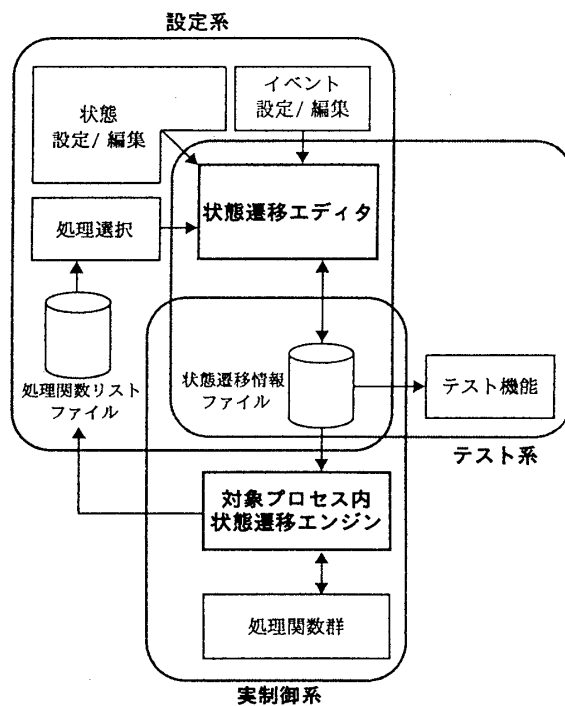 設定系
状態
設定/ 編集
イベント
設定/ 編集
状態遷移エディタ
処理選択
処理関数リスト
ファイル
状態遷移情報
ファイル
テスト機能
テスト系
対象プロセス内
状態遷移エンジン
処理関数群
実制御系